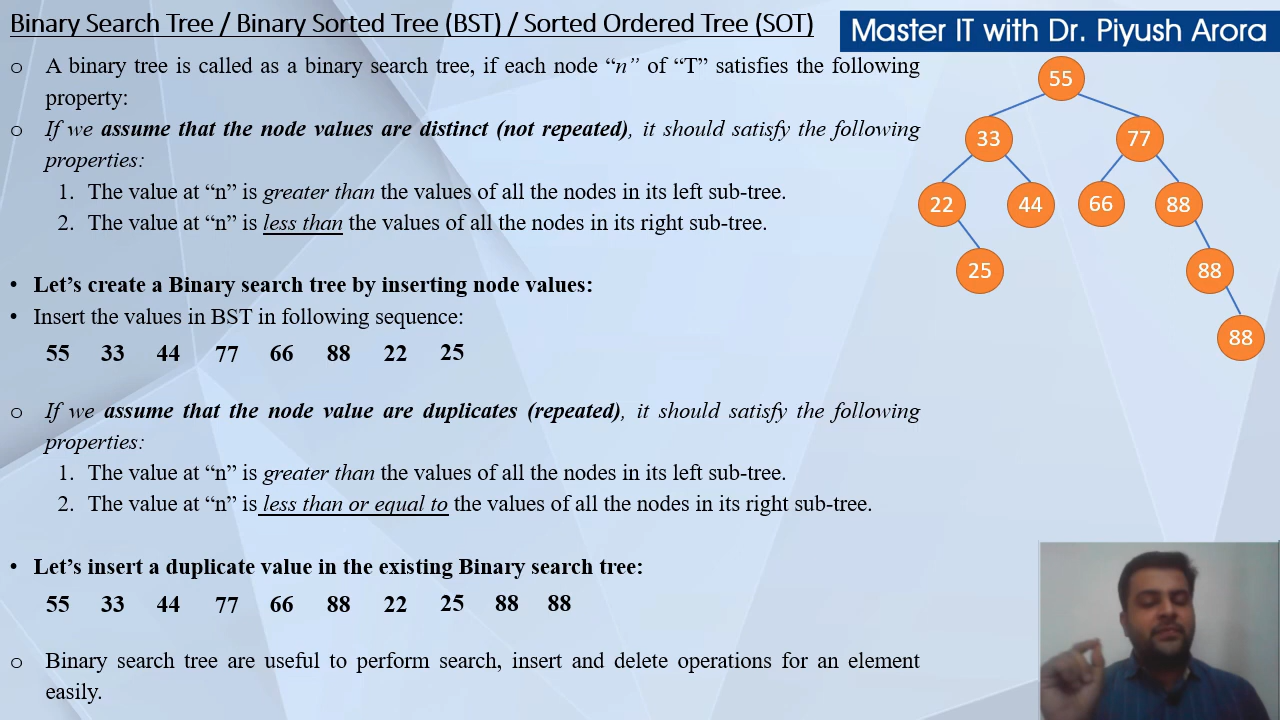 Binary Search Tree / Binary Sorted Tree (BST) / Sorted Ordered Tree (SOT)
Master IT with Dr. Piyush Arora
o A binary tree is called as a binary search tree, if each node “n” of “T” satisfies the following
property:
o If we assume that the node values are distinct (not repeated), it should satisfy the following
properties:
1. The value at “n” is greater than the values of all the nodes in its left sub-tree.
2. The value at “n” is less than the values of all the nodes in its right sub-tree.
• Let’s create a Binary search tree by inserting node values:
• Insert the values in BST in following sequence:
55 33 44 77 66 88 22 25
o If we assume that the node value are duplicates (repeated), it should satisfy the following
properties:
1. The value at “n” is greater than the values of all the nodes in its left sub-tree.
2. The value at “n” is less than or equal to the values of all the nodes in its right sub-tree.
• Let’s insert a duplicate value in the existing Binary search tree:
55 33 44 77 66 88 22 25 88 88
o Binary search tree are useful to perform search, insert and delete operations for an element
easily.
55
33 77
22 44 66 88
25 88
88